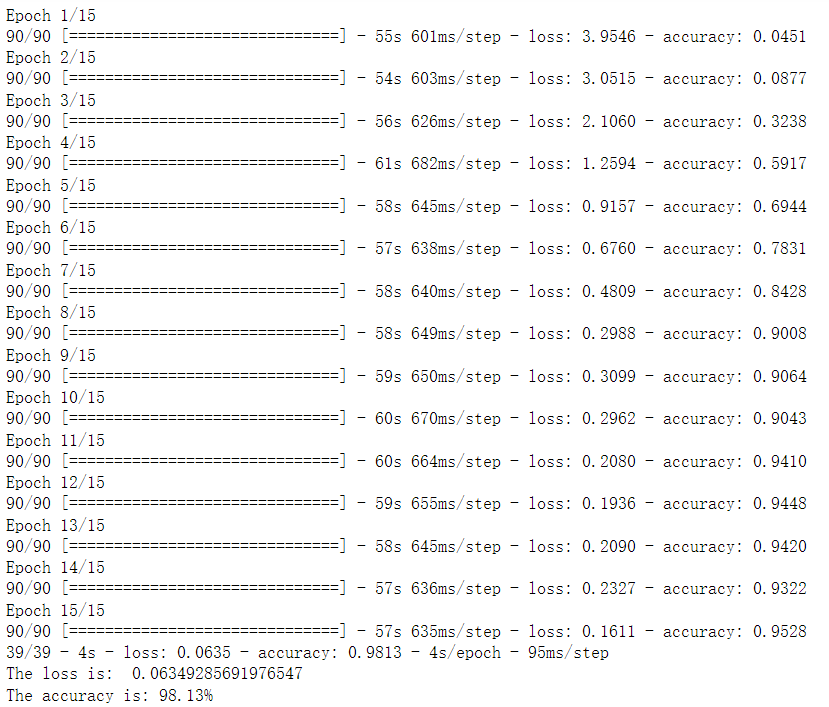 Epoch 1/15
90/90 [==============================] - 55s 601ms/step - loss: 3.9546 - accuracy: 0.0451
Epoch 2/15
90/90 [==============================] - 54s 603ms/step - loss: 3.0515 - accuracy: 0.0877
Epoch 3/15
90/90 [==============================] - 56s 626ms/step - loss: 2.1060 - accuracy: 0.3238
Epoch 4/15
90/90 [==============================] - 61s 682ms/step - loss: 1.2594 - accuracy: 0.5917
Epoch 5/15
90/90 [==============================] - 58s 645ms/step - loss: 0.9157 - accuracy: 0.6944
Epoch 6/15
90/90 [==============================] - 57s 638ms/step - loss: 0.6760 - accuracy: 0.7831
Epoch 7/15
90/90 [==============================] - 58s 640ms/step - loss: 0.4809 - accuracy: 0.8428
Epoch 8/15
90/90 [==============================] - 58s 649ms/step - loss: 0.2988 - accuracy: 0.9008
Epoch 9/15
90/90 [==============================] - 59s 650ms/step - loss: 0.3099 - accuracy: 0.9064
Epoch 10/15
90/90 [==============================] - 60s 670ms/step - loss: 0.2962 - accuracy: 0.9043
Epoch 11/15
90/90 [==============================] - 60s 664ms/step - loss: 0.2080 - accuracy: 0.9410
Epoch 12/15
90/90 [==============================] - 59s 655ms/step - loss: 0.1936 - accuracy: 0.9448
Epoch 13/15
90/90 [==============================] - 58s 645ms/step - loss: 0.2090 - accuracy: 0.9420
Epoch 14/15
90/90 [==============================] - 57s 636ms/step - loss: 0.2327 - accuracy: 0.9322
Epoch 15/15
90/90 [==============================] - 57s 635ms/step - loss: 0.1611 - accuracy: 0.9528
39/39 - 4s - loss: 0.0635 - accuracy: 0.9813 - 4s/epoch - 95ms/step
The loss is:  0.06349285691976547
The accuracy is: 98.13%